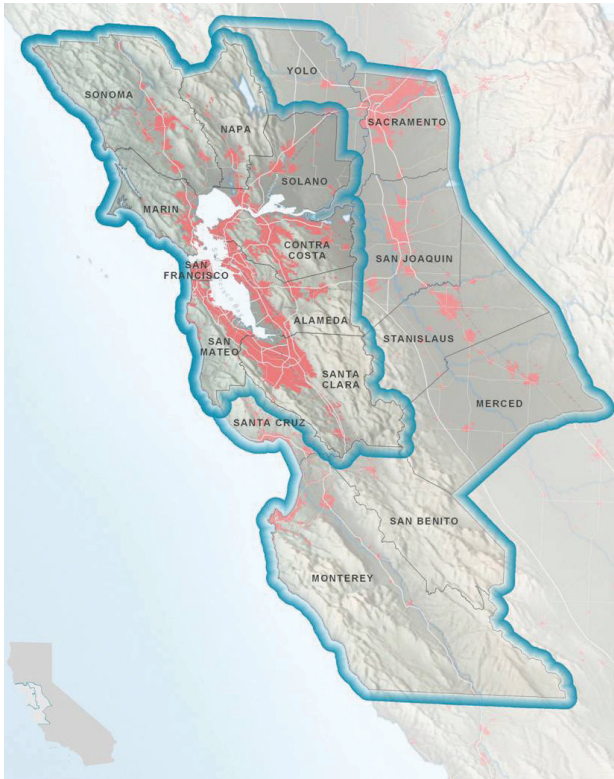 YOLO
SONOMA
SACRAMENTO
NAPA
SOLANO
MARIN
CONTRA
COSTA
SAN JOAQUIN
SAN
FRANCISCO
ALAMEDA
STANISLAUS
SAN
MATEO
SANTA
CLARA
MERCED
SANTA CRUZ
SAN BENITO
MONTEREY